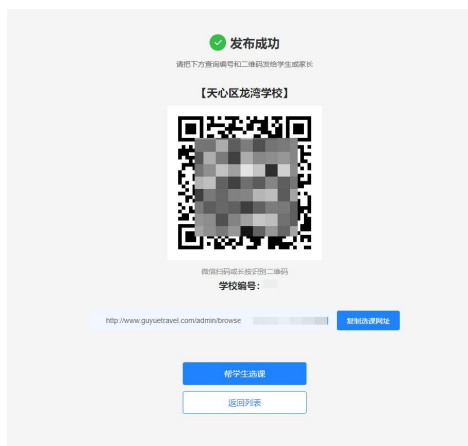 发布成功
请把下方查询编号和二维码发给学生或家长
【天心区龙湾学校】
微信扫码或长按识别二维码
学校编号：
http://www.guyuetravel.com/admin/browse
复制选课网址
帮学生选课
返回列表